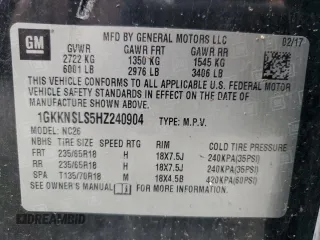 GM
MFD BY GENERAL MOTORS LLC
02/17
GVWR GAWR FRT GAWR RR
2722 KG 1350 KG 1545 KG
6001 LB 2976 LB 3406 LB
THIS VEHICLE CONFORMS TO ALL APPLICABLE U.S. FEDERAL MOTOR
VEHICLE SAFETY AND THEFT PREVENTION STANDARDS IN EFFECT ON
THE DATE OF MANUFACTURE SHOWN ABOVE.
1GKKNSLS5HZ240904 TYPE: M.P.V.
NC26
NBHS TIRE SIZE SPEED RTG RIM COLD TIRE PRESSURE
FRT 235/65R18 H 18X7.5J 240KPA(35PSI)
RR 235/65R18 H 18X7.5J 240KPA(35PSI)
SPA T135/70R18 M 18X4.5B 420KPA(60PSI)
SEE OWNER'S MANUAL FOR MORE INFORMATION.
DREAMBID